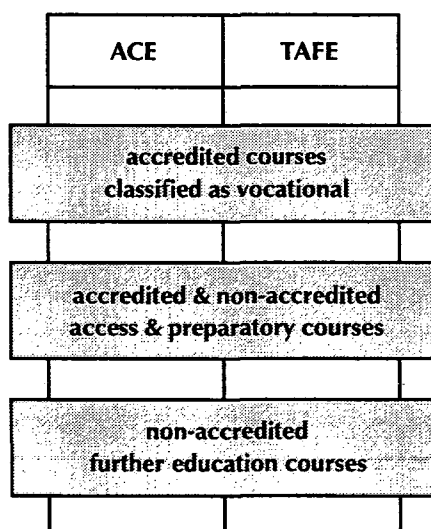 ACE TAFE
accredited courses
classified as vocational
accredited & non-accredited
access & preparatory courses
non-accredited
further education courses